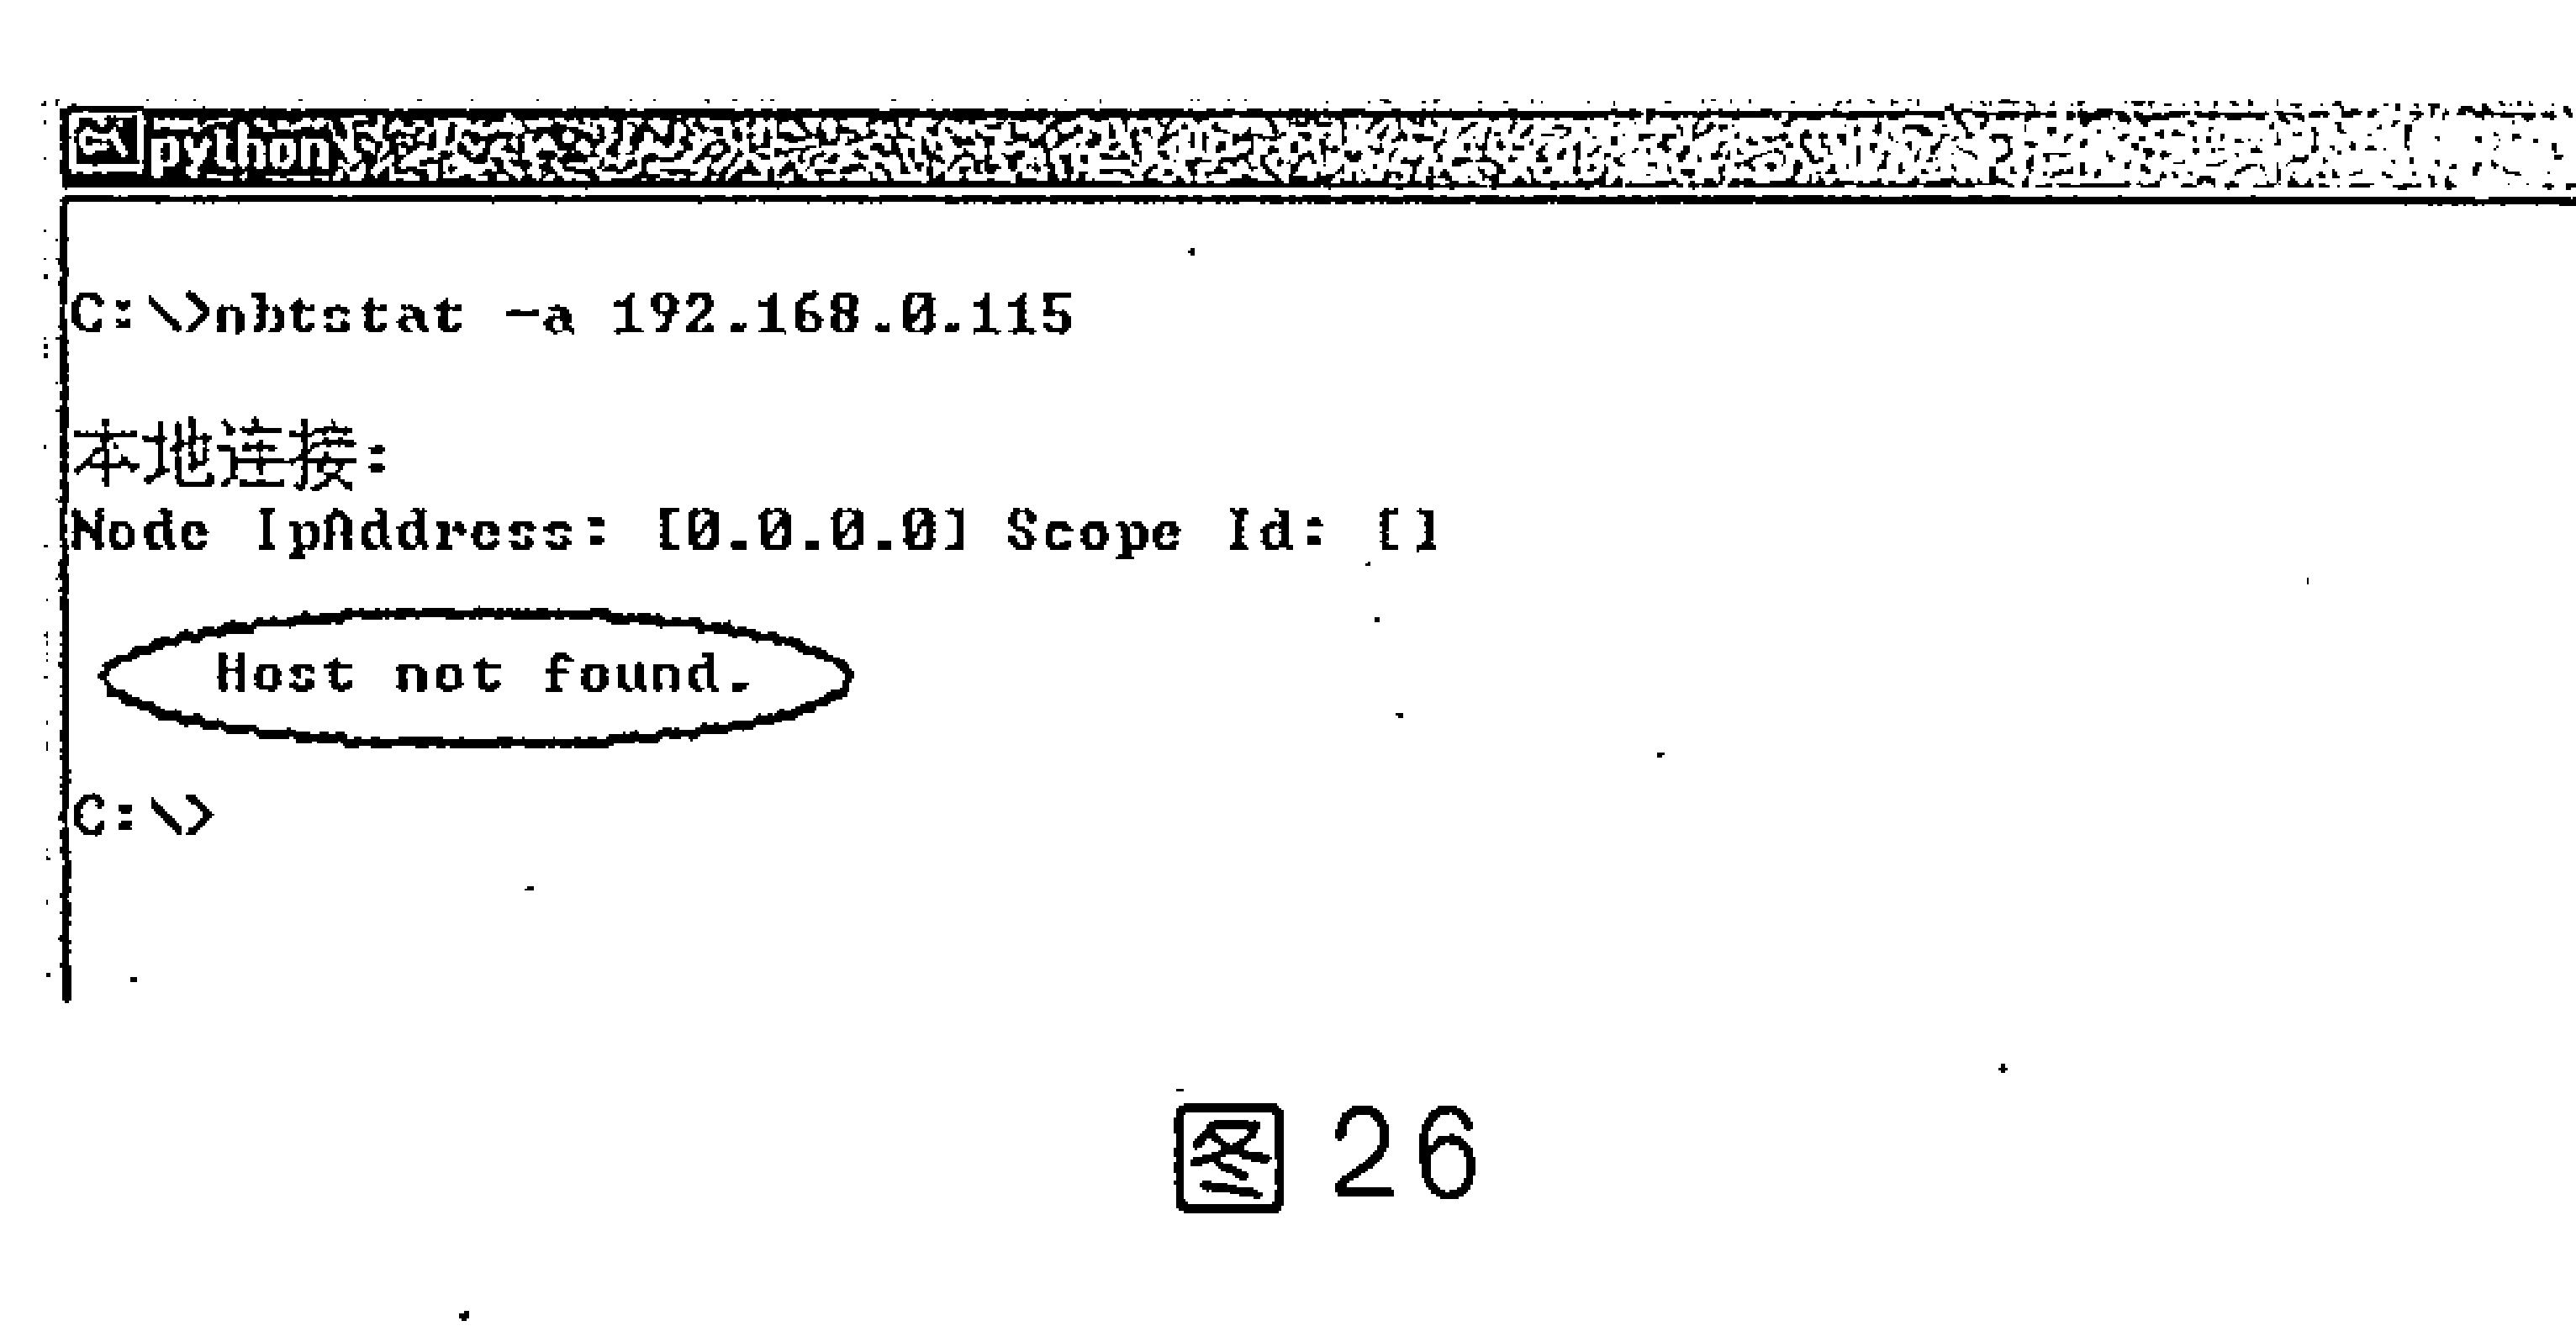 C:\ python
C:\>nbtstat -a 192.168.0.115
本地连接:
Node IpAddress: [0.0.0.0] Scope Id: []
Host not found.
C:\>
图 26